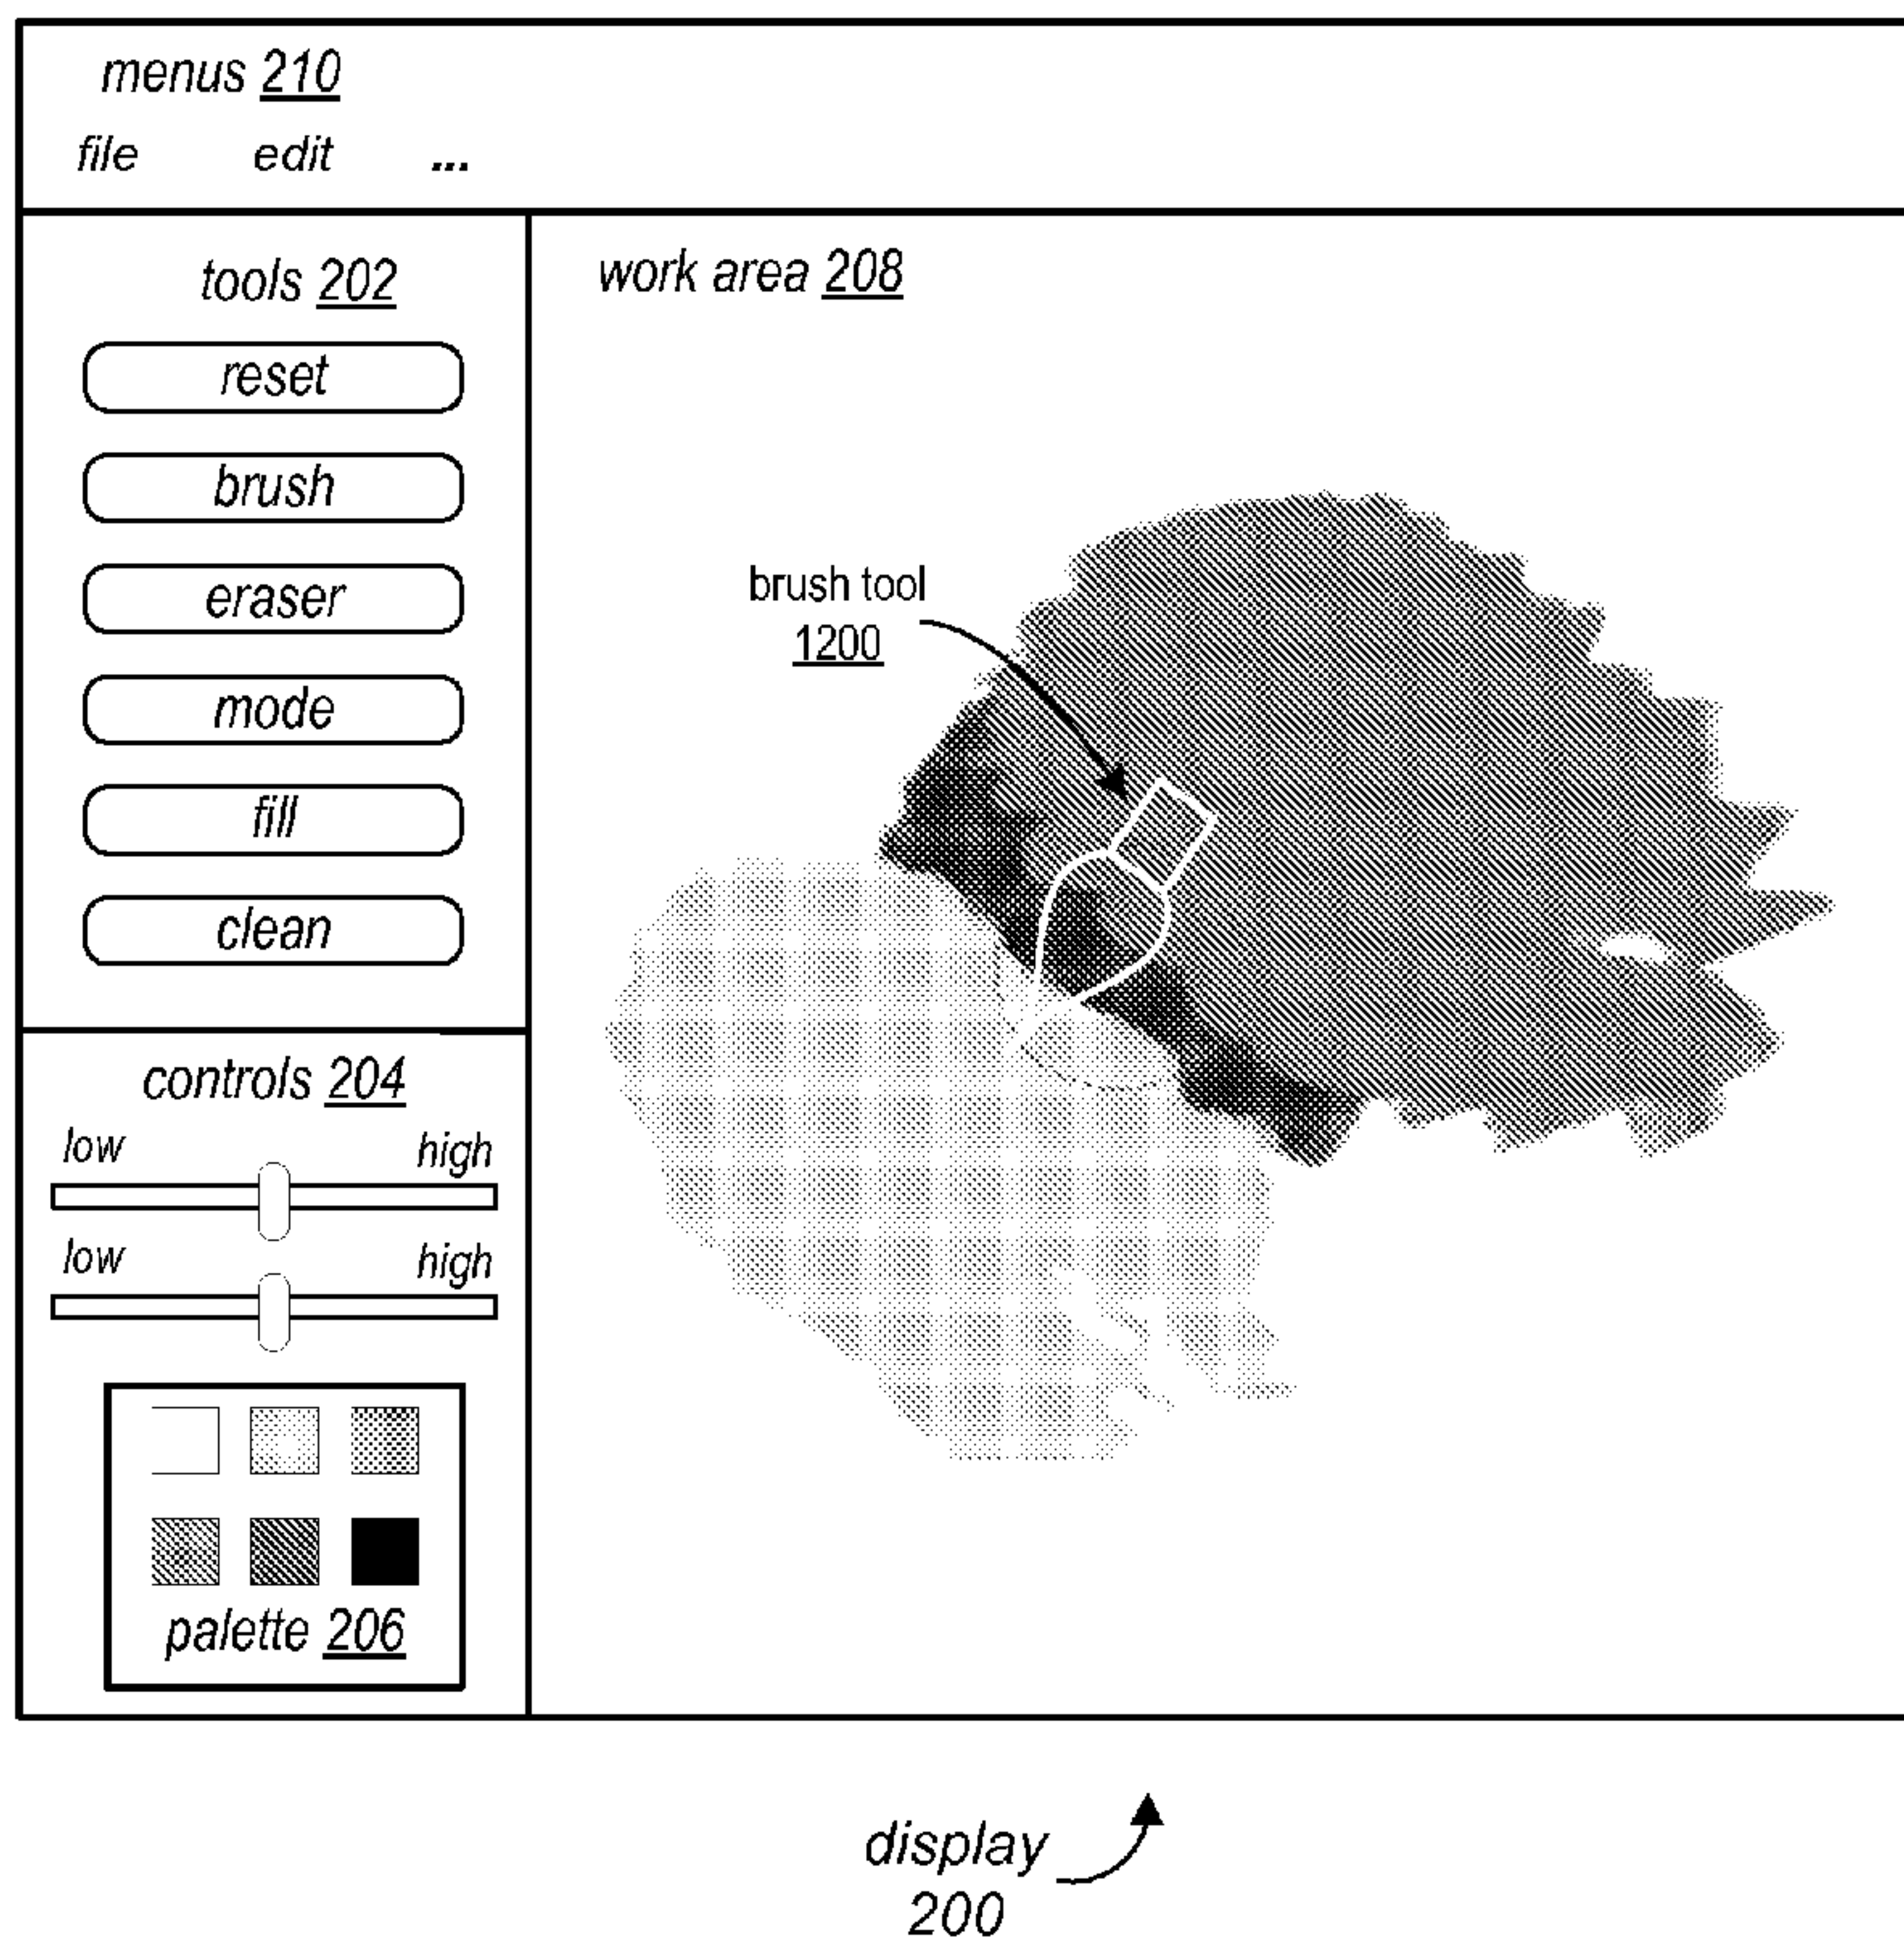 menus 210
file edit ...
tools 202
reset
brush
eraser
mode
fill
clean
controls 204
low high
low high
palette 206
work area 208
brush tool
1200
display
200